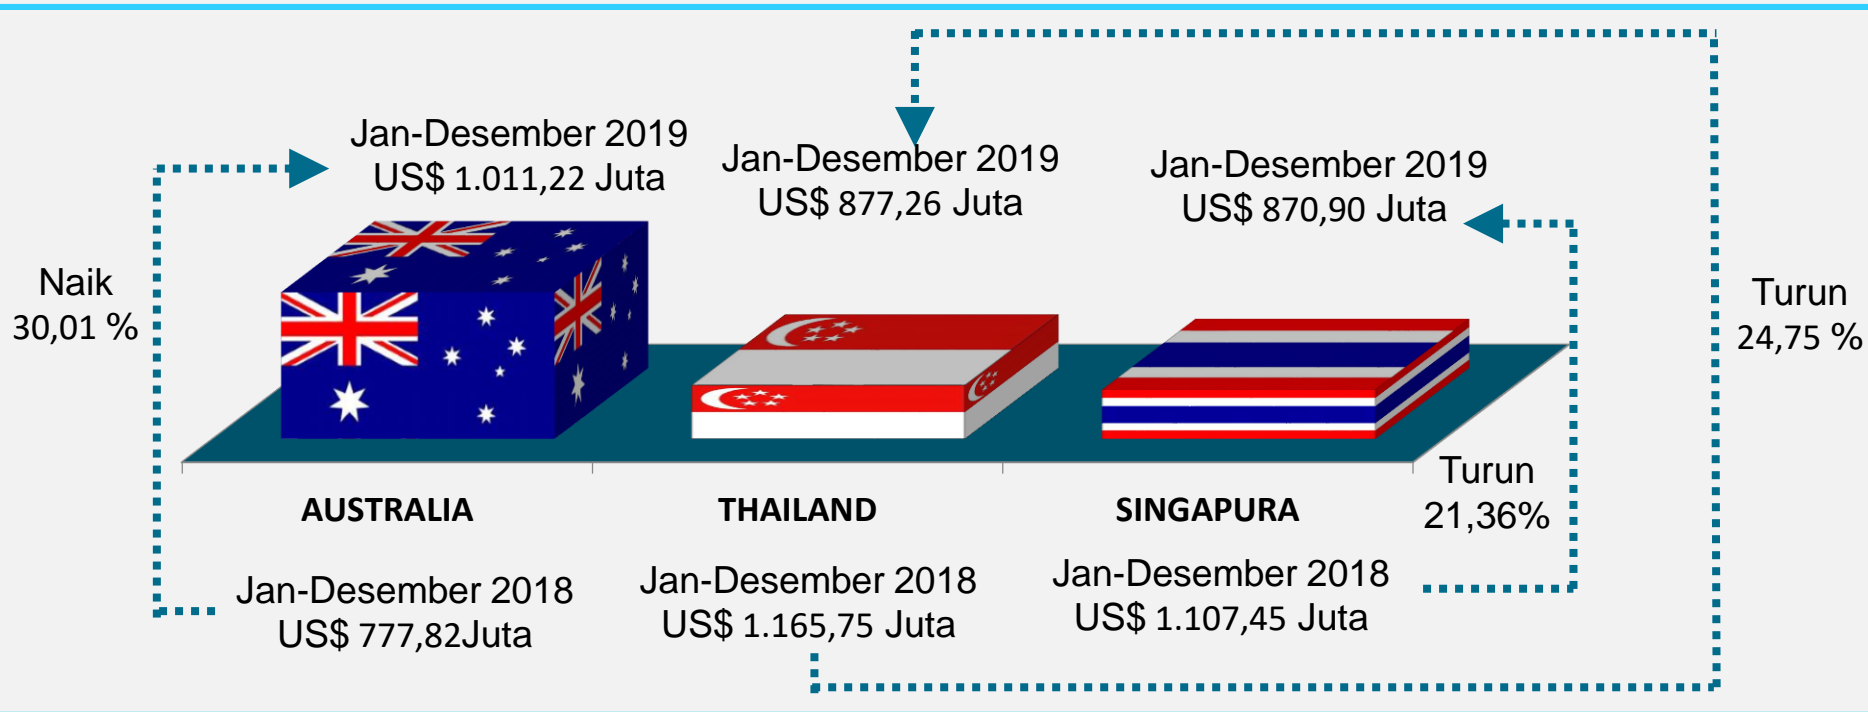 Jan-Desember 2019
US$ 1.011,22 Juta
Jan-Desember 2019
US$ 877,26 Juta
Jan-Desember 2019
US$ 870,90 Juta
Naik
30,01 %
Turun
24,75 %
AUSTRALIA
THAILAND
SINGAPURA
Turun
21,36%
Jan-Desember 2018
US$ 777,82Juta
Jan-Desember 2018
US$ 1.165,75 Juta
Jan-Desember 2018
US$ 1.107,45 Juta